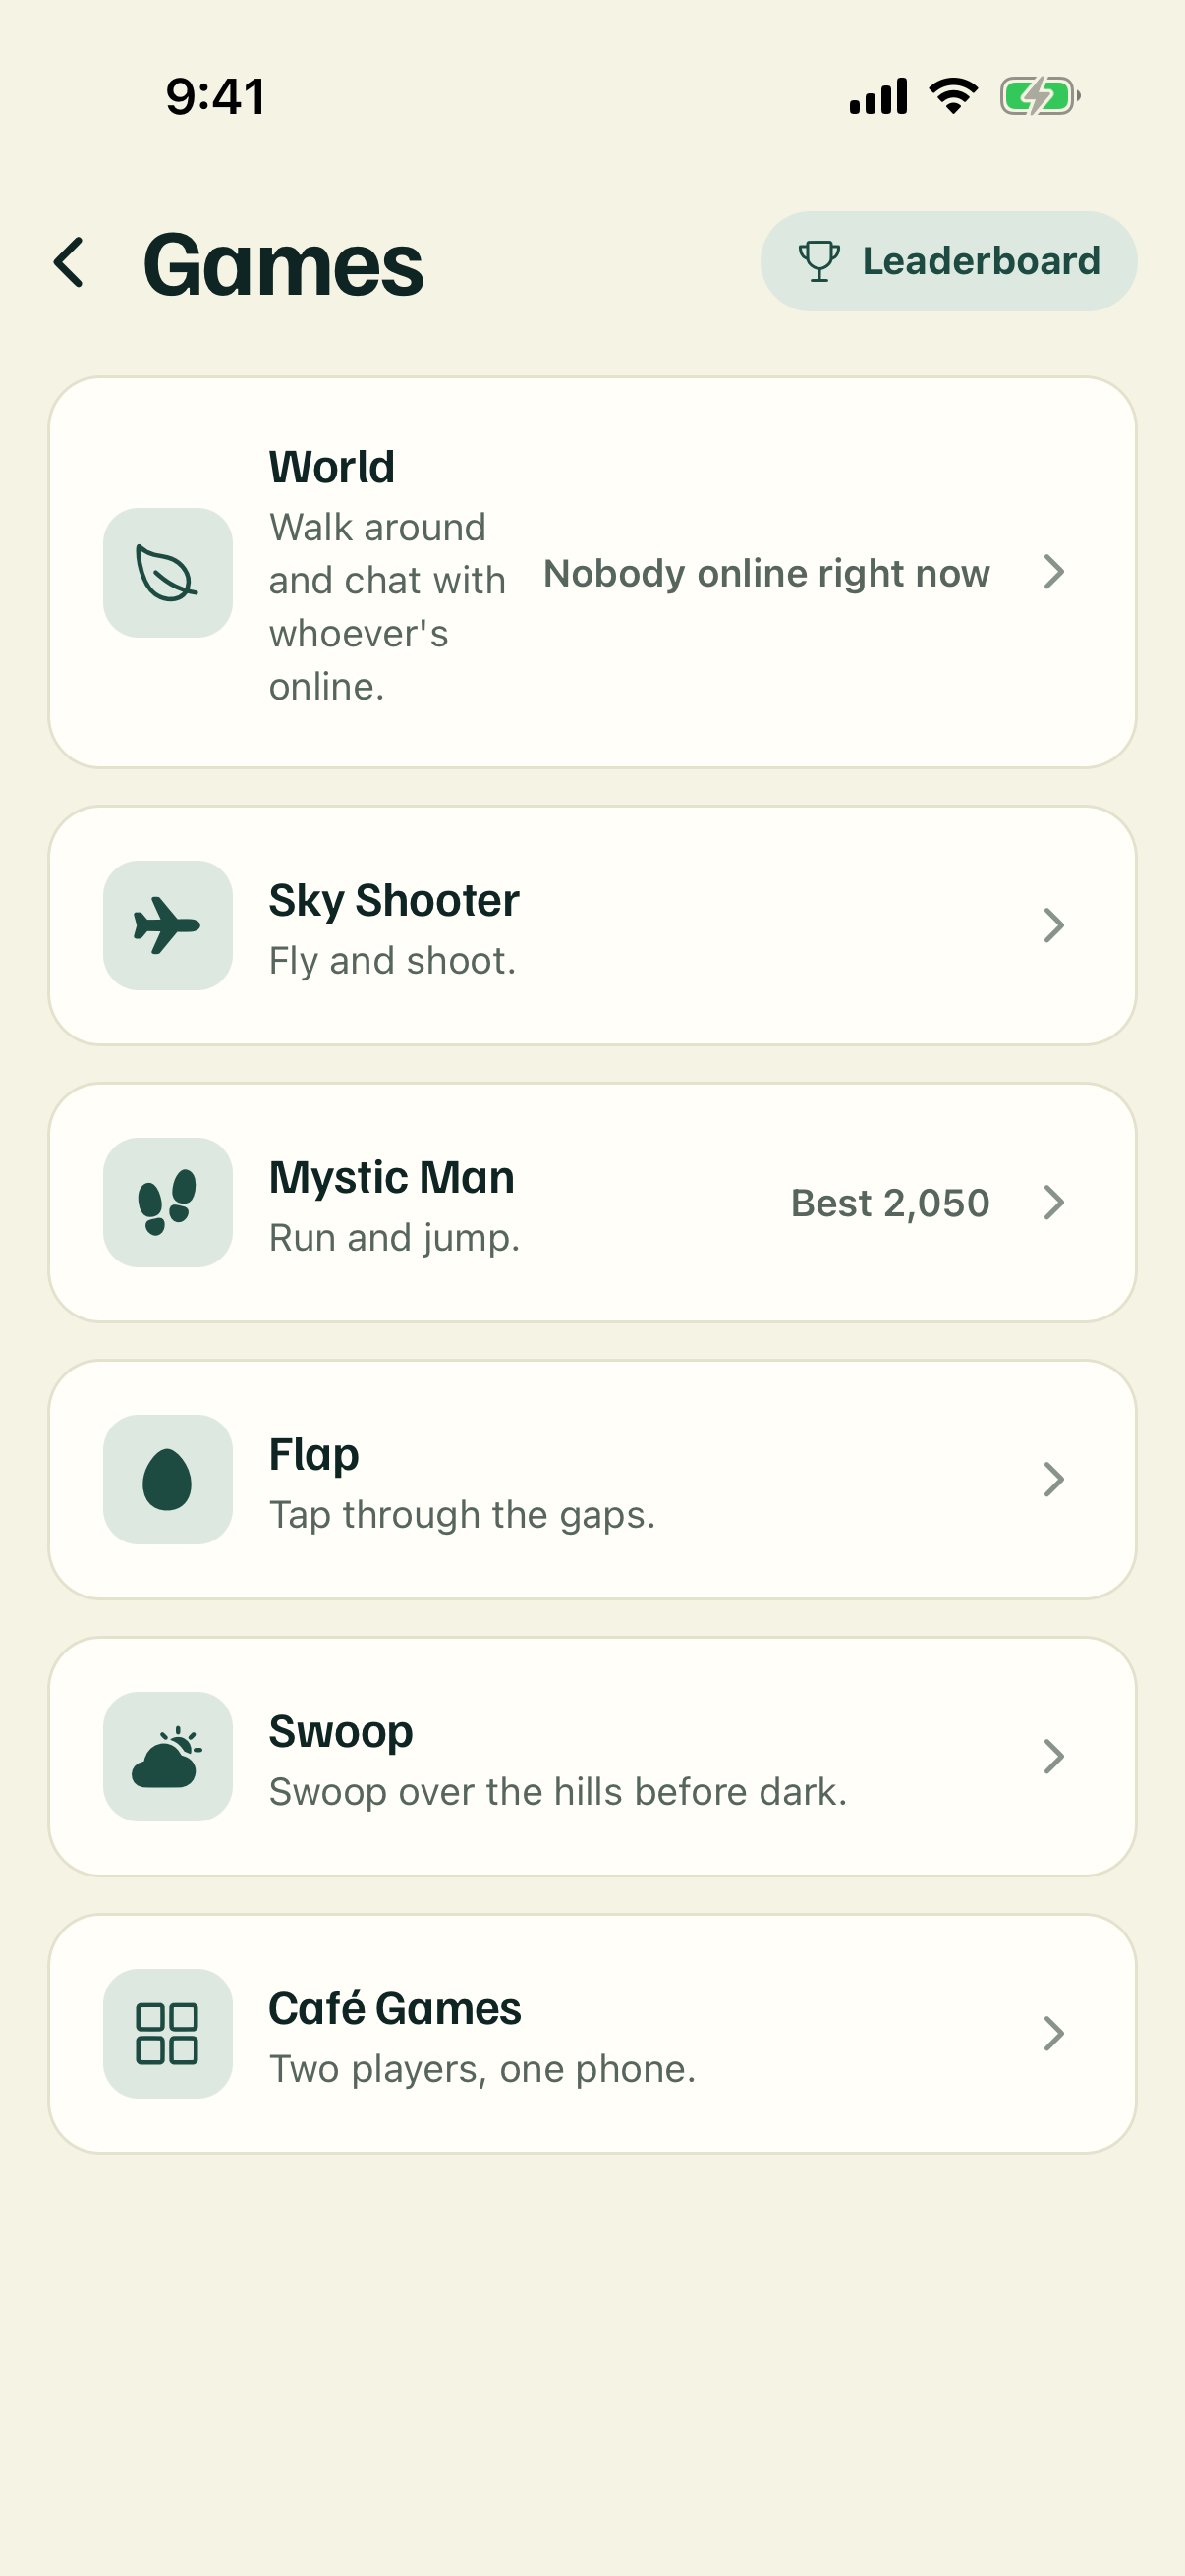 9:41
Games
Leaderboard
World
Walk around
and chat with
whoever's
online.
Nobody online right now
Sky Shooter
Fly and shoot.
Mystic Man
Run and jump.
Best 2,050
Flap
Tap through the gaps.
Swoop
Swoop over the hills before dark.
Café Games
Two players, one phone.